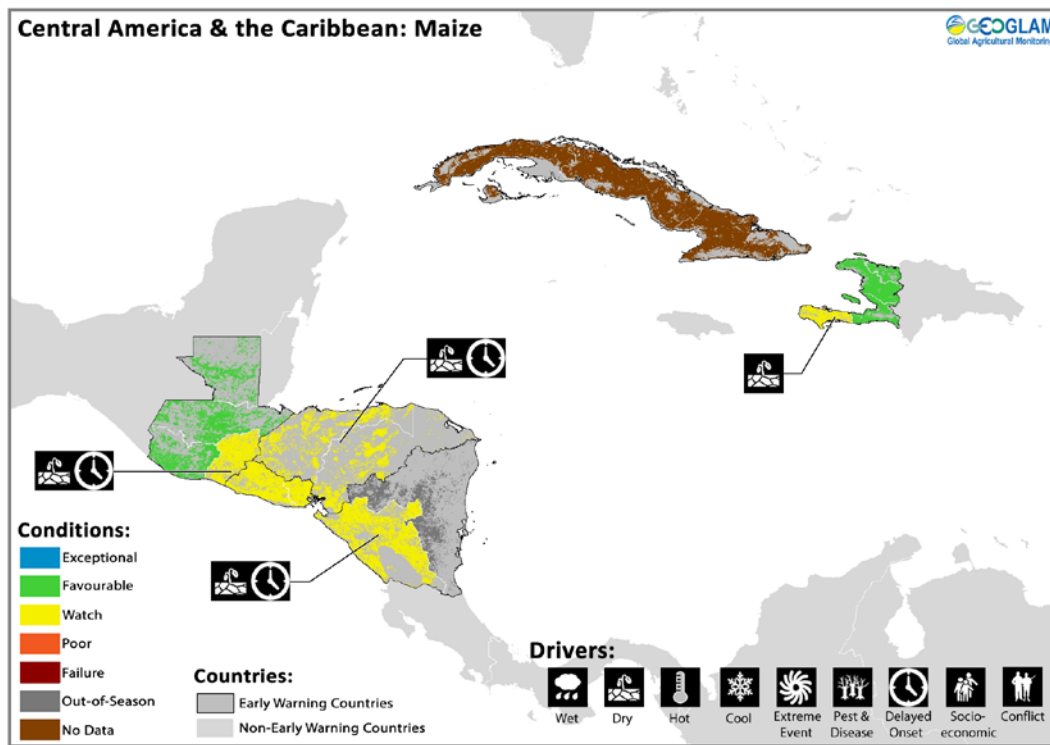 Central America & the Caribbean: Maize
GEOGLAM
Global Agricultural Monitoring
Conditions:
Exceptional
Favourable
Watch
Poor
Failure
Out-of-Season
No Data
Countries:
Early Warning Countries
Non-Early Warning Countries
Drivers:
Wet
Dry
Hot
Cool
Extreme
Event
Pest &
Disease
Delayed
Onset
Socio-
economic
Conflict